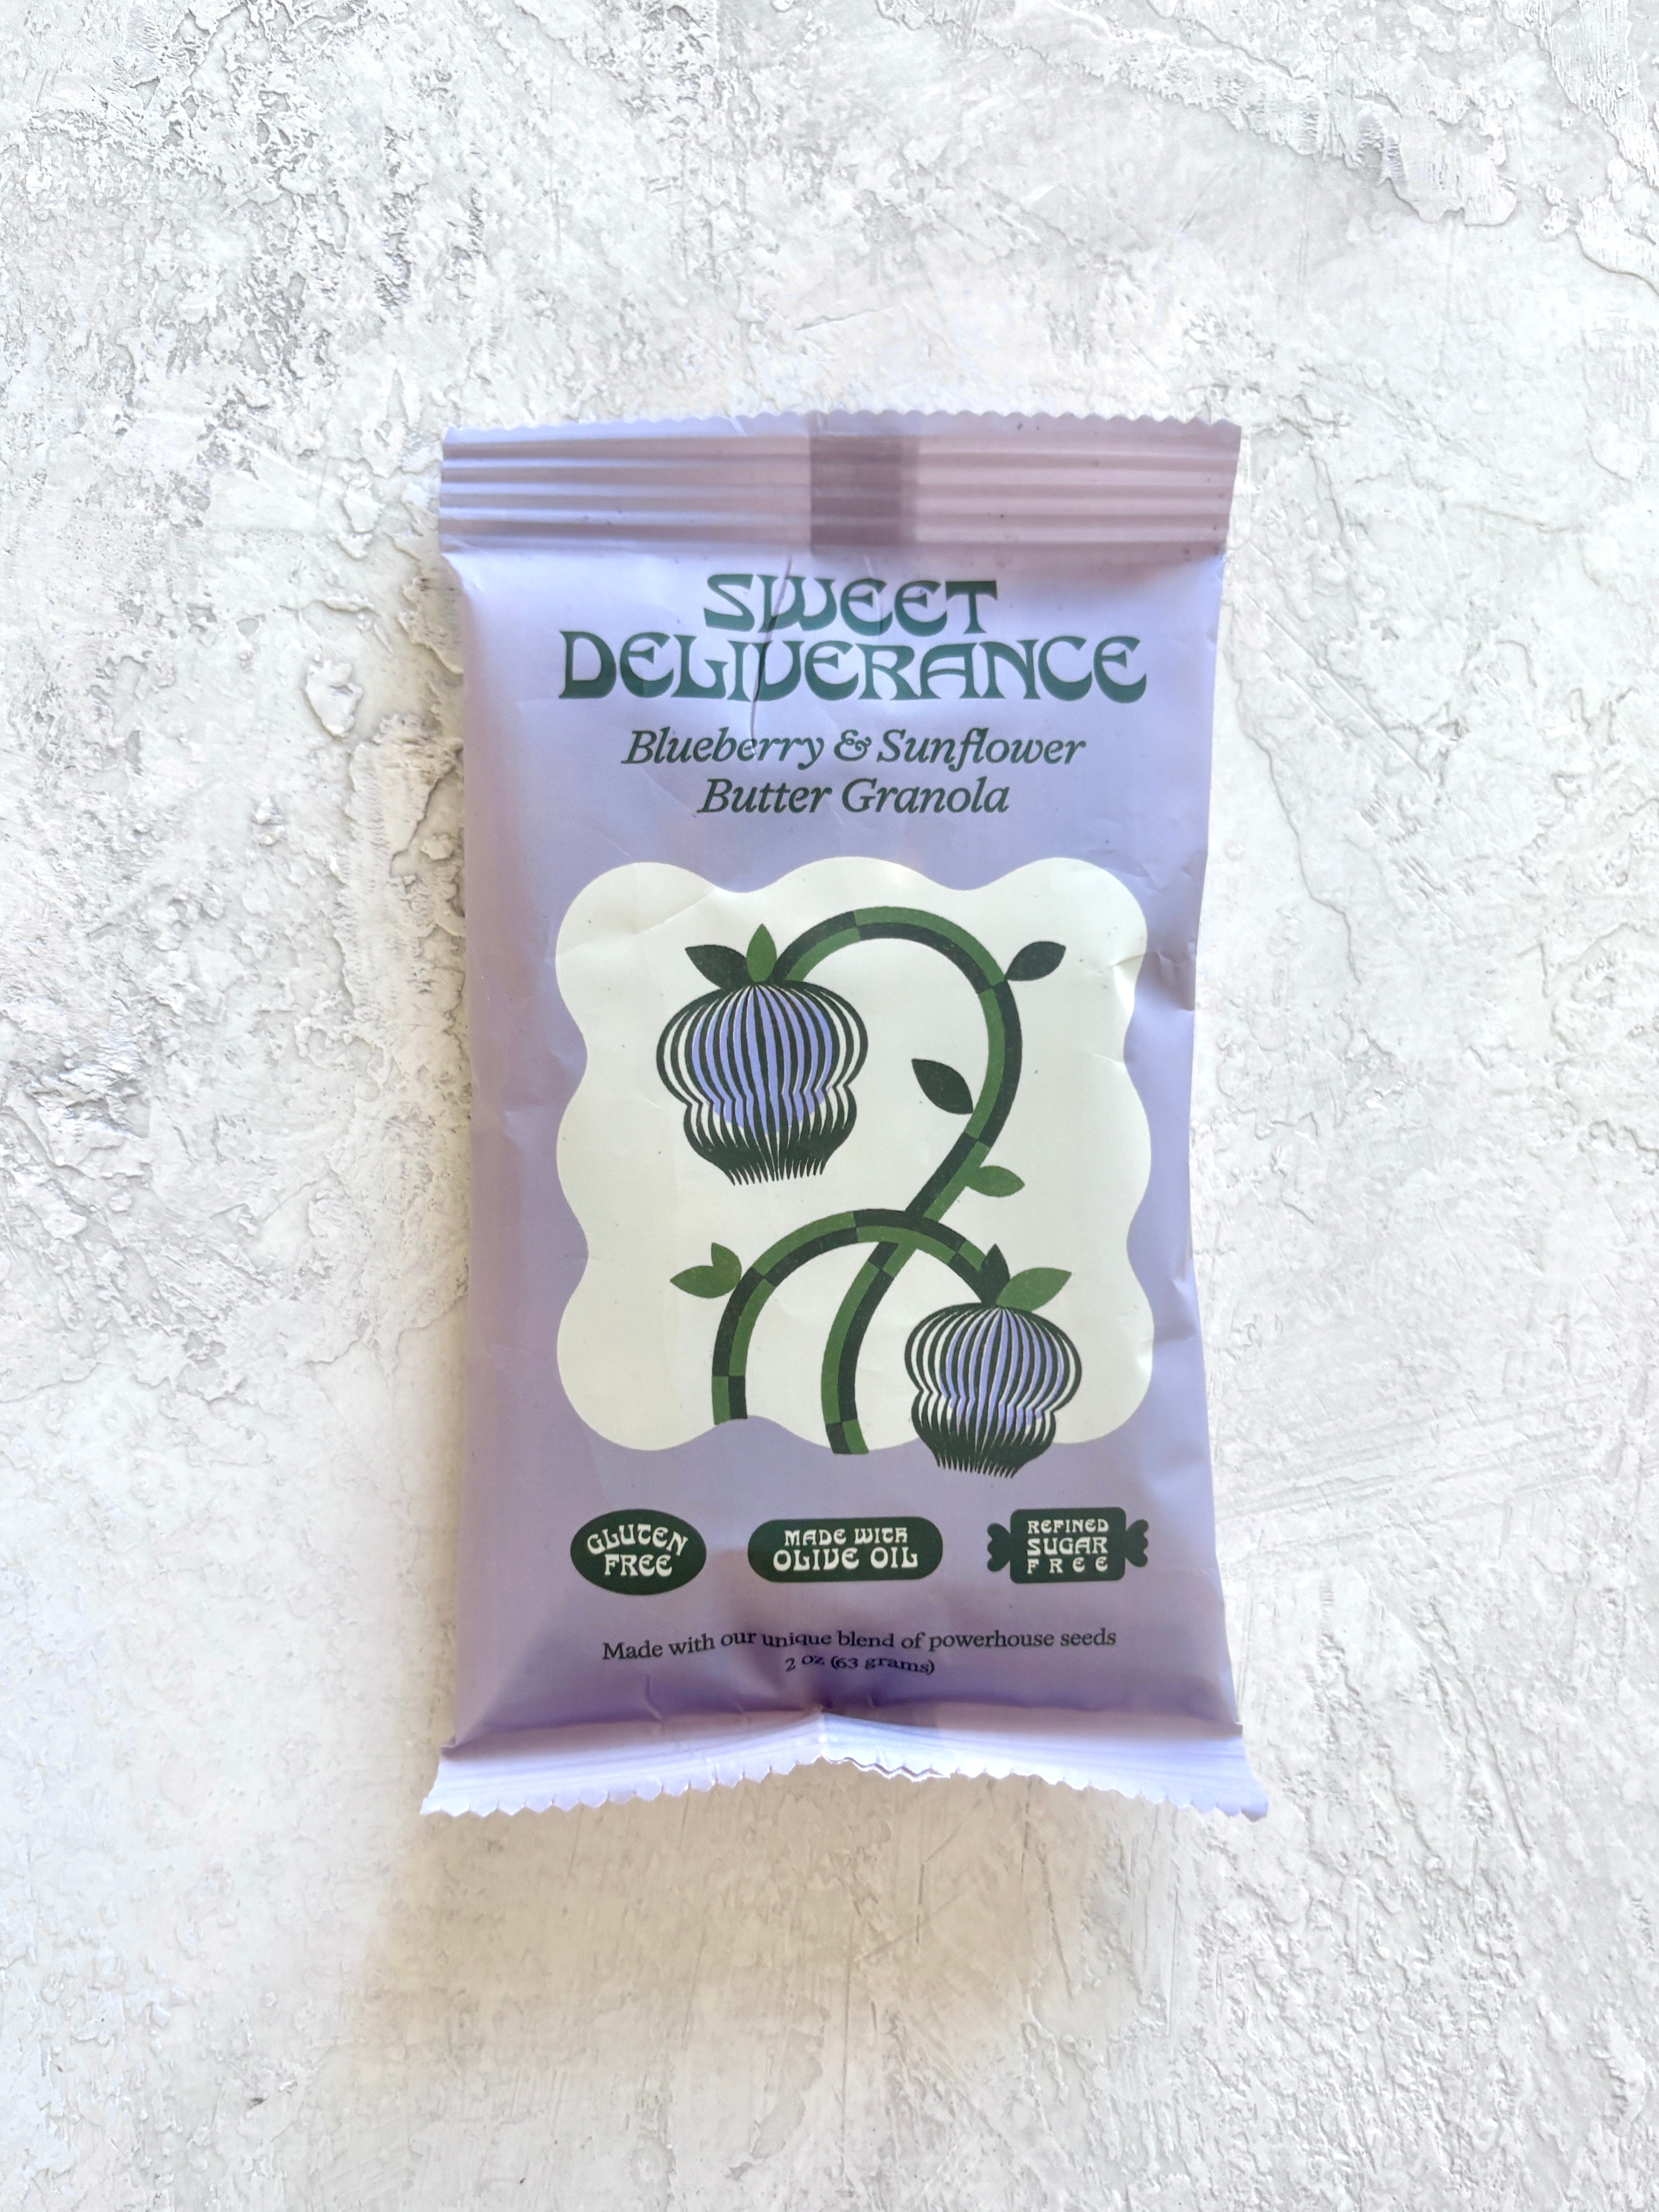 SWEET
DELIVERANCE
Blueberry & Sunflower
Butter Granola
GLUTEN
FREE
MADE WITH
OLIVE OIL
REFINED
SUGAR
FREE
Made with our unique blend of powerhouse seeds
2 oz (63 grams)